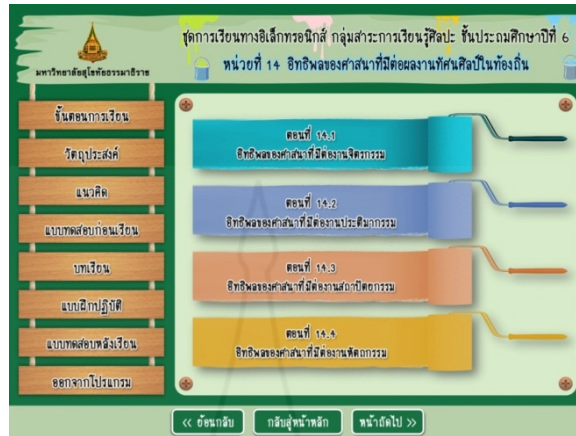 ชุดการเรียนทางอิเล็กทรอนิกส์ กลุ่มสาระการเรียนรู้ศิลปะ ชั้นประถมศึกษาปีที่ 6
หน่วยที่ 14 อิทธิพลของศาสนาที่มีต่อผลงานทัศนศิลป์ในท้องถิ่น
มหาวิทยาลัยสุโขทัยธรรมาธิราช
ขั้นตอนการเรียน
วัตถุประสงค์
แนวคิด
แบบทดสอบก่อนเรียน
บทเรียน
แบบฝึกปฏิบัติ
แบบทดสอบหลังเรียน
ออกจากโปรแกรม
ตอนที่ 14.1
อิทธิพลของศาสนาที่มีต่องานจิตรกรรม
ตอนที่ 14.2
อิทธิพลของศาสนาที่มีต่องานประติมากรรม
ตอนที่ 14.3
อิทธิพลของศาสนาที่มีต่องานสถาปัตยกรรม
ตอนที่ 14.4
อิทธิพลของศาสนาที่มีต่องานหัตถกรรม
<< ย้อนกลับ
กลับสู่หน้าหลัก
หน้าถัดไป >>